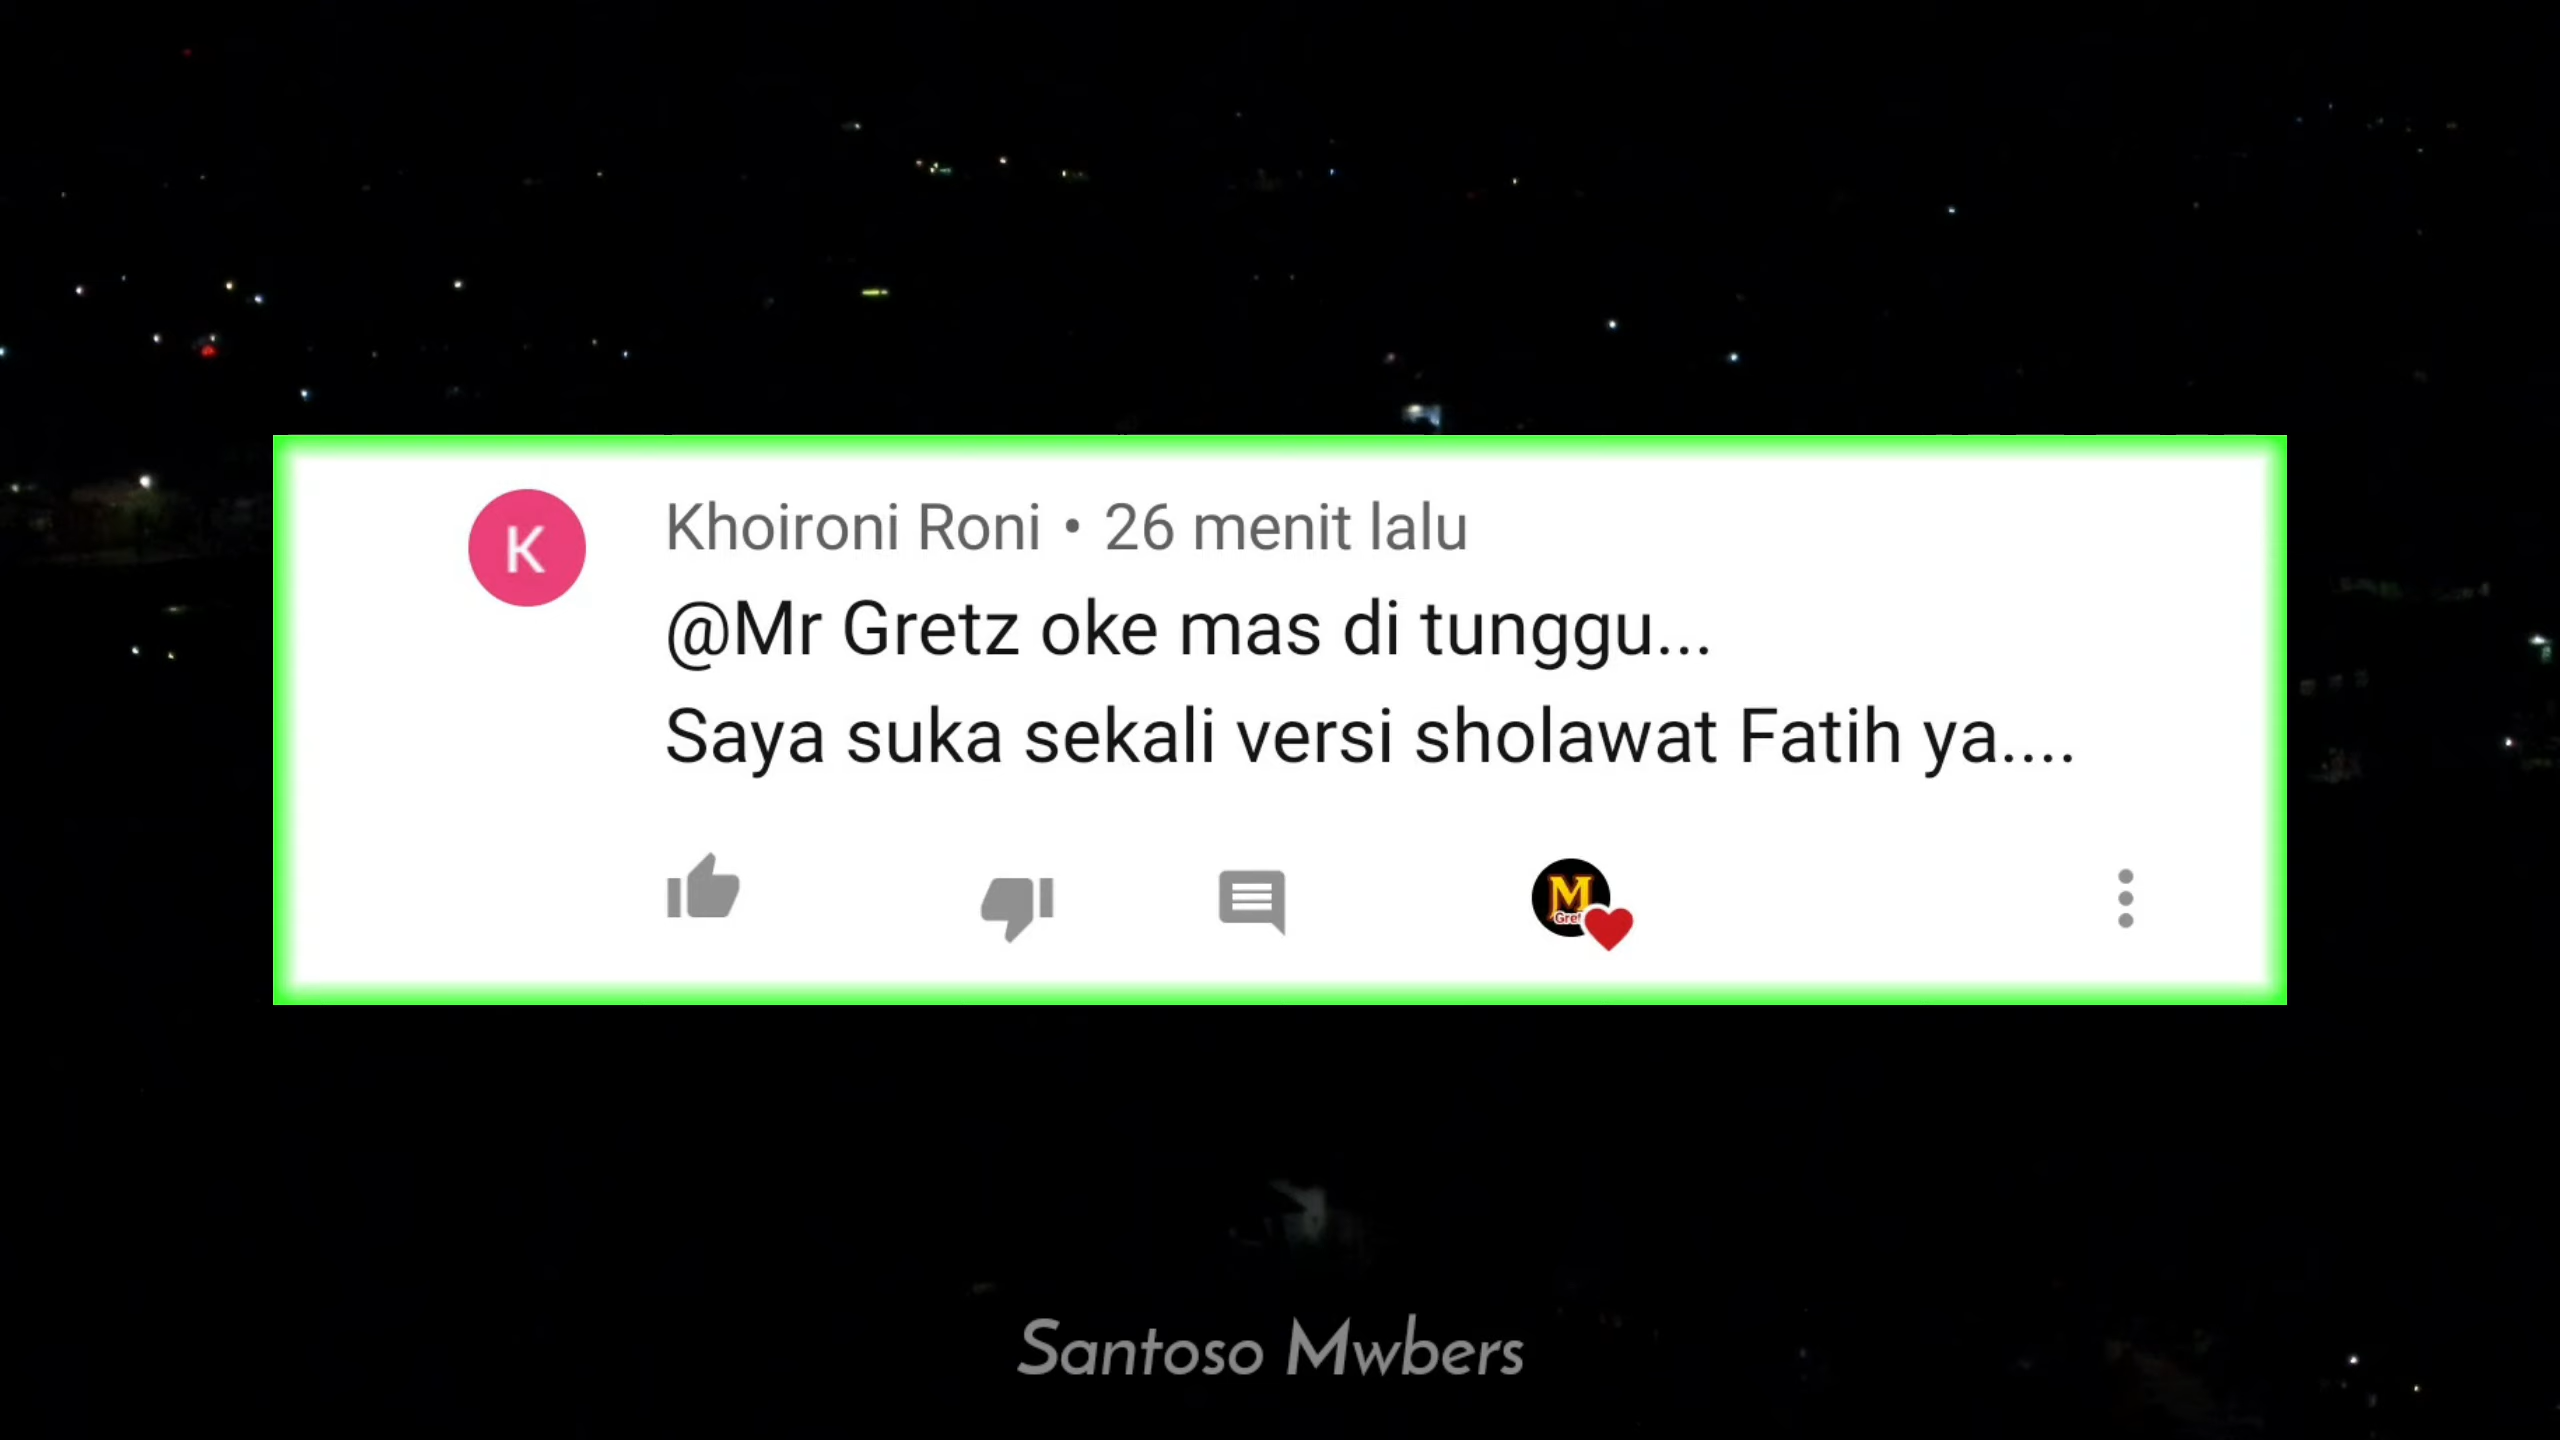 Khoironi Roni • 26 menit lalu
K
@Mr Gretz oke mas di tunggu...
Saya suka sekali versi sholawat Fatih ya....
M
Santoso Mwbers